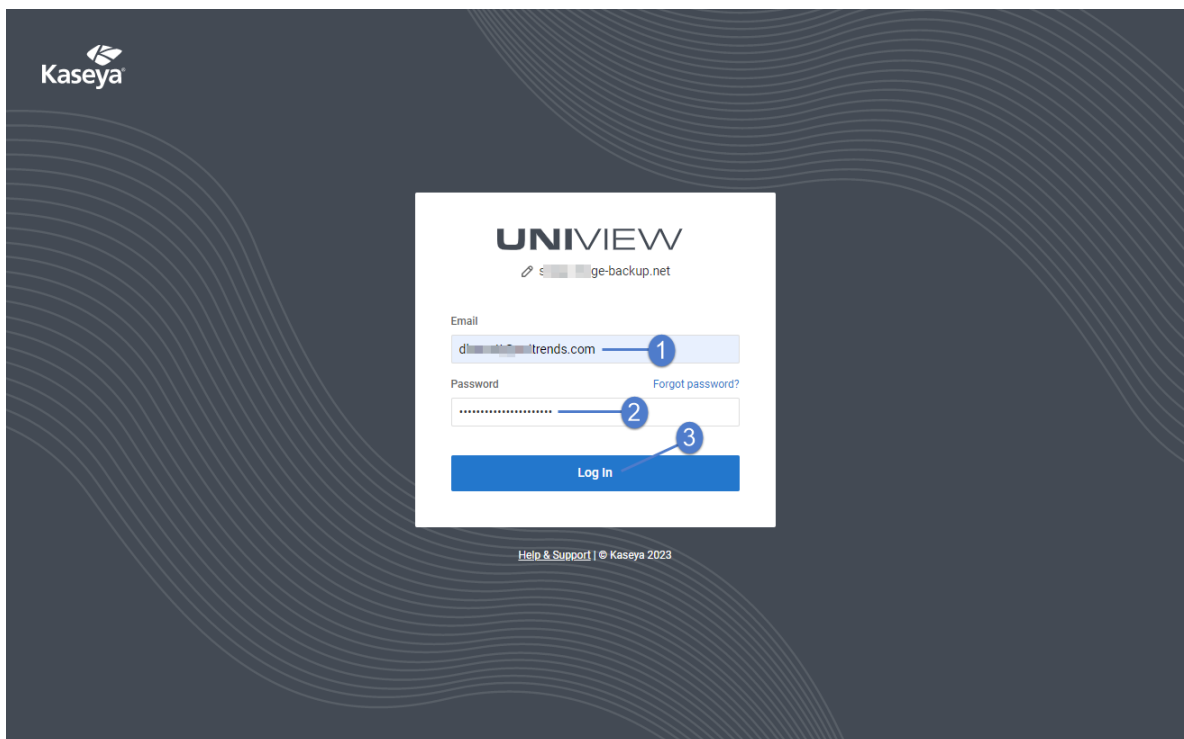 Kaseya
UNIVIEW
ge-backup.net
Email
trends.com
1
Password Forgot password?
2
3
Log In
Help & Support | © Kaseya 2023